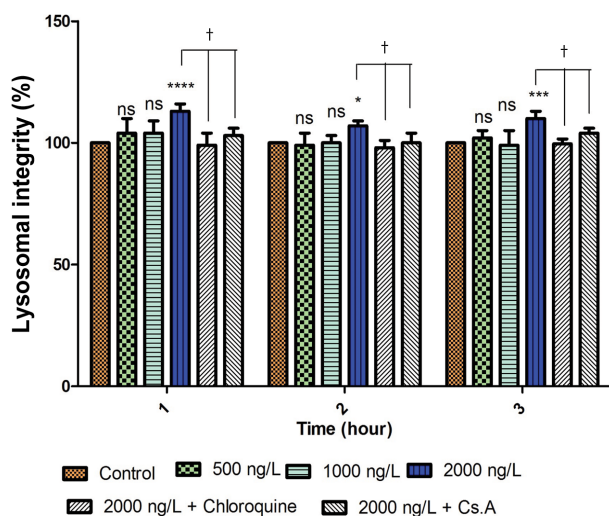 Lysosomal integrity (%)
150
100
50
0
ns ns **** †
ns ns * †
ns ns *** †
1 2 3
Time (hour)
Control 500 ng/L 1000 ng/L 2000 ng/L
2000 ng/L + Chloroquine 2000 ng/L + Cs.A